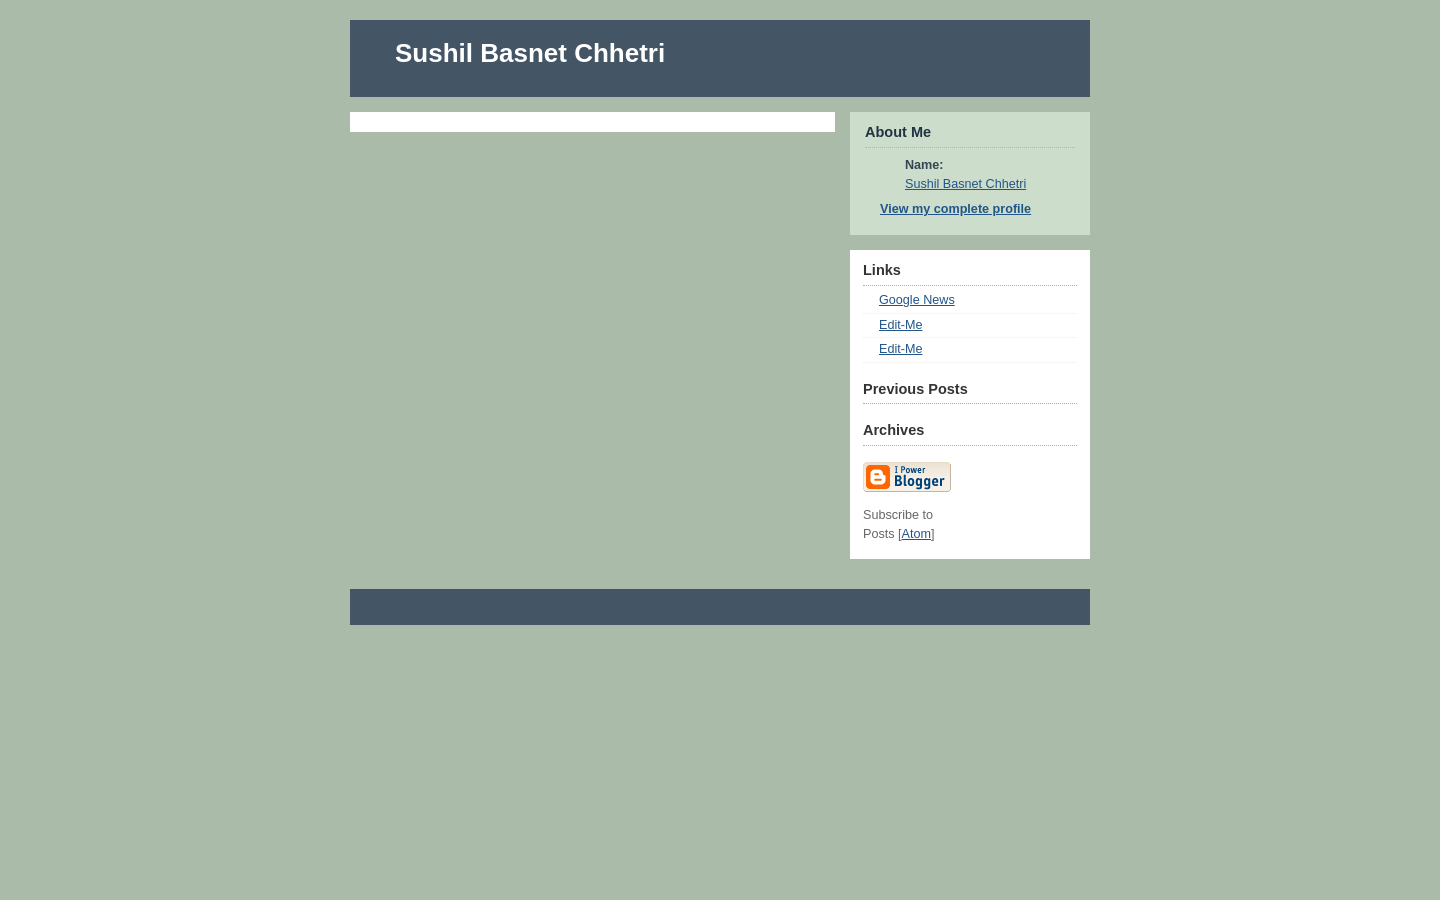 Sushil Basnet Chhetri
About Me
Name:
Sushil Basnet Chhetri
View my complete profile
Links
Google News
Edit-Me
Edit-Me
Previous Posts
Archives
I Power
Blogger
Subscribe to
Posts [Atom]